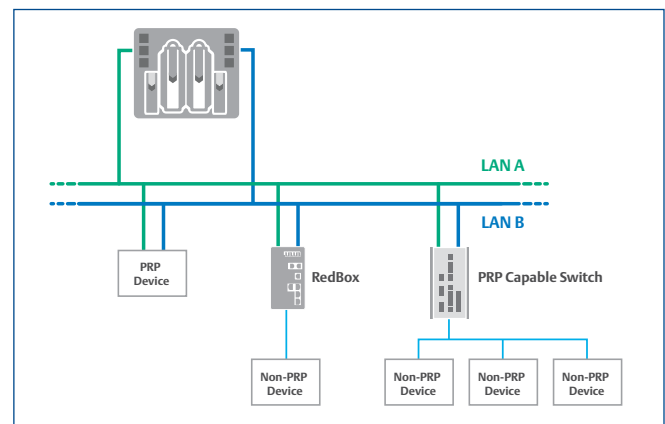 LAN A
LAN B
PRP
Device
RedBox
PRP Capable Switch
Non-PRP
Device
Non-PRP
Device
Non-PRP
Device
Non-PRP
Device